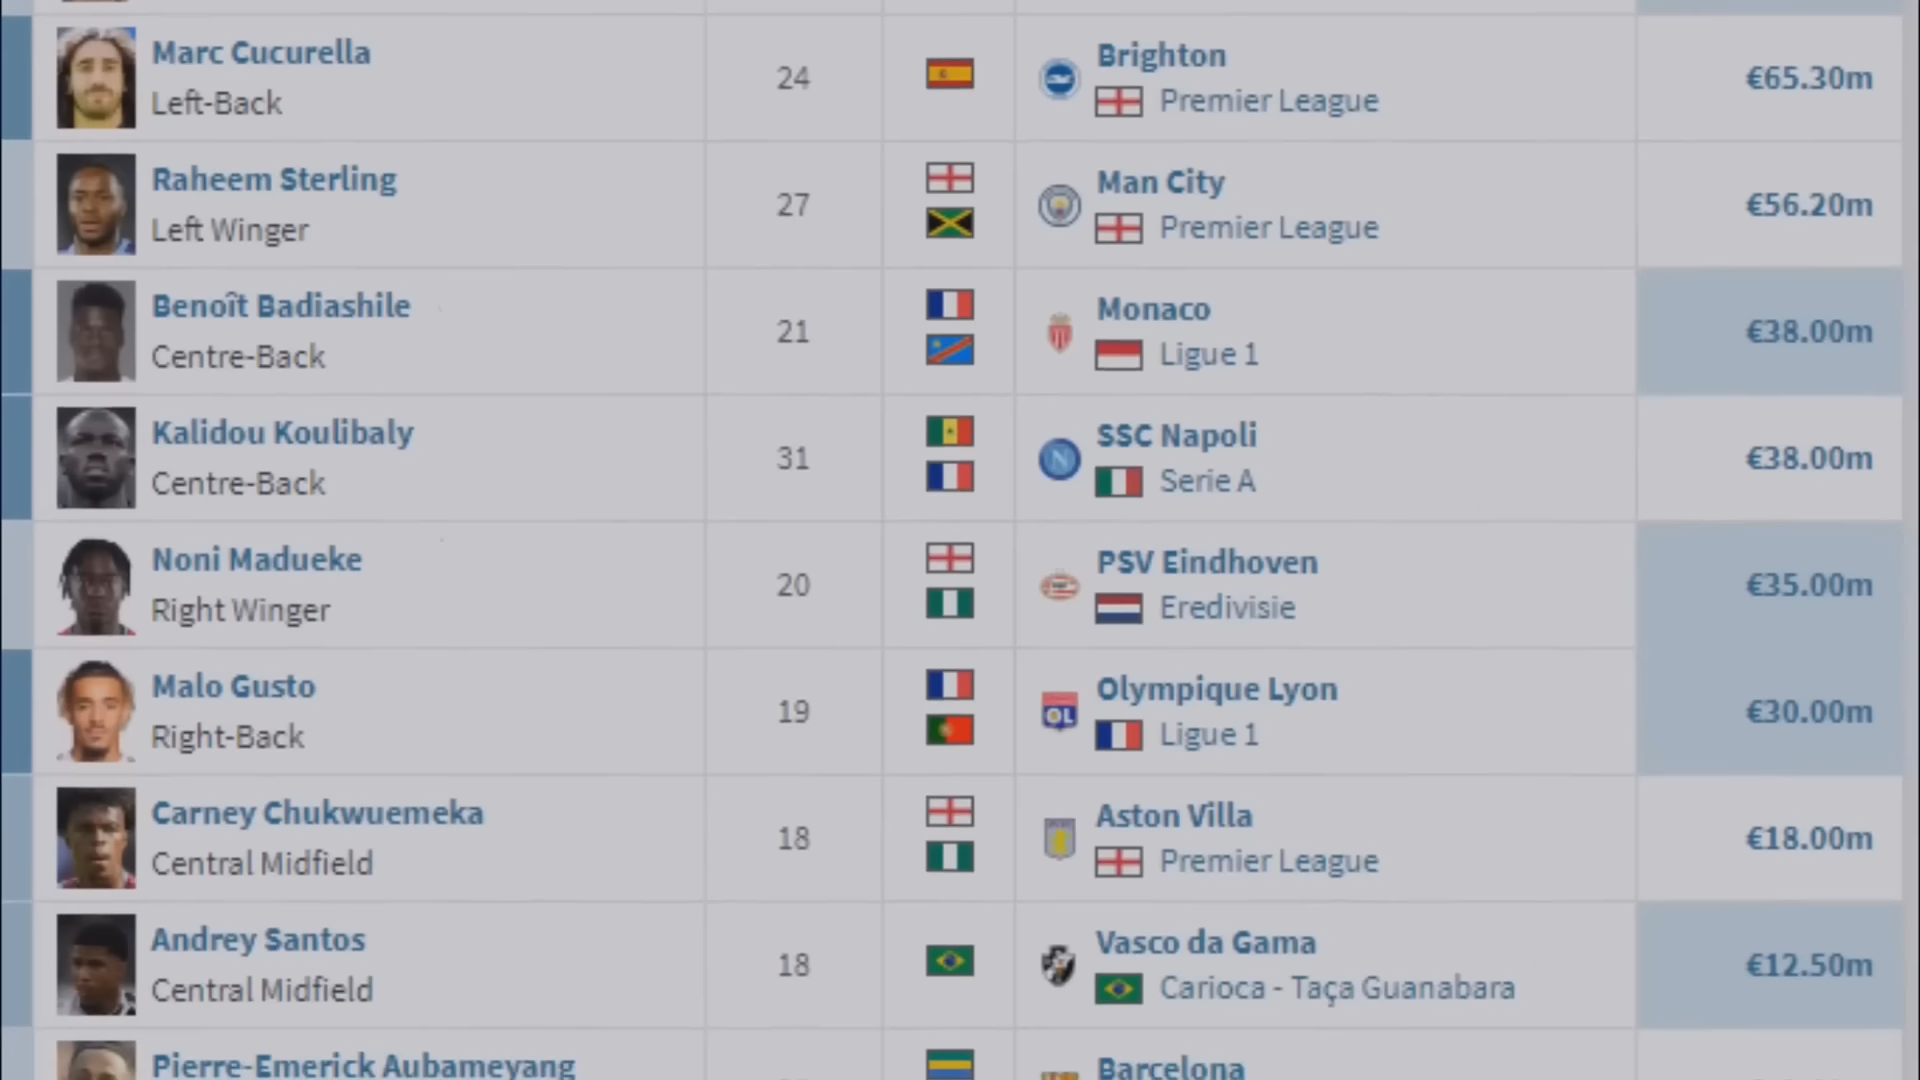 Marc Cucurella
Left-Back
24
Brighton
Premier League
€65.30m
Raheem Sterling
Left Winger
27
Man City
Premier League
€56.20m
Benoît Badiashile
Centre-Back
21
Monaco
Ligue 1
€38.00m
Kalidou Koulibaly
Centre-Back
31
SSC Napoli
Serie A
€38.00m
Noni Madueke
Right Winger
20
PSV Eindhoven
Eredivisie
€35.00m
Malo Gusto
Right-Back
19
Olympique Lyon
Ligue 1
€30.00m
Carney Chukwuemeka
Central Midfield
18
Aston Villa
Premier League
€18.00m
Andrey Santos
Central Midfield
18
Vasco da Gama
Carioca - Taça Guanabara
€12.50m
Pierre-Emerick Aubameyang
Barcelona